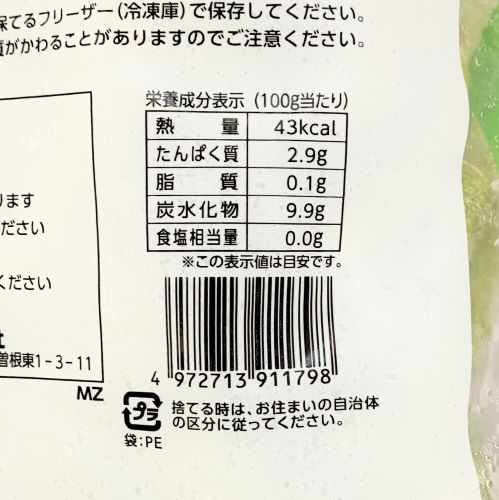 保てるフリーザー（冷凍庫）で保存してください。
質がかわることがありますのでご注意ください。
栄養成分表示（100g当たり）
熱量 43kcal
たんぱく質 2.9g
脂質 0.1g
炭水化物 9.9g
食塩相当量 0.0g
※この表示値は目安です。
ります
ださい
ください
曽根東1-3-11
MZ
4 972713 911798
プラ
袋:PE
捨てる時は、お住まいの自治体
の区分に従ってください。